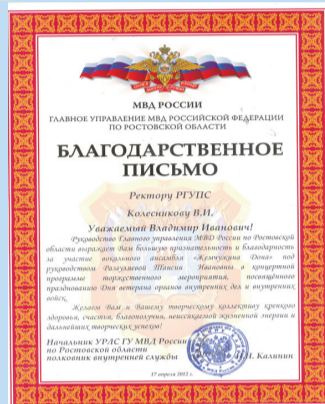 МВД РОССИИ
ГЛАВНОЕ УПРАВЛЕНИЕ МВД РОССИЙСКОЙ ФЕДЕРАЦИИ
ПО РОСТОВСКОЙ ОБЛАСТИ
БЛАГОДАРСТВЕННОЕ
ПИСЬМО
Ректору РГУПС
Колесникову В.И.
Уважаемый Владимир Иванович!
Руководство Главного управления МВД России по Ростовской
области выражает Вам большую признательность и благодарность
за участие вокального ансамбля «Жемчужина Дона» под
руководством Ивановны в концертной
программе торжественного мероприятия, посвящённого
празднованию Дня ветерана органов внутренних дел и внутренних
войск.
Желаем Вам и Вашему творческому коллективу крепкого
здоровья, счастья, благополучия, неиссякаемой жизненной энергии и
дальнейших творческих успехов!
Начальник УРЛС ГУ МВД России
по Ростовской области
полковник внутренней службы Калинин
17 апреля 2012 г.